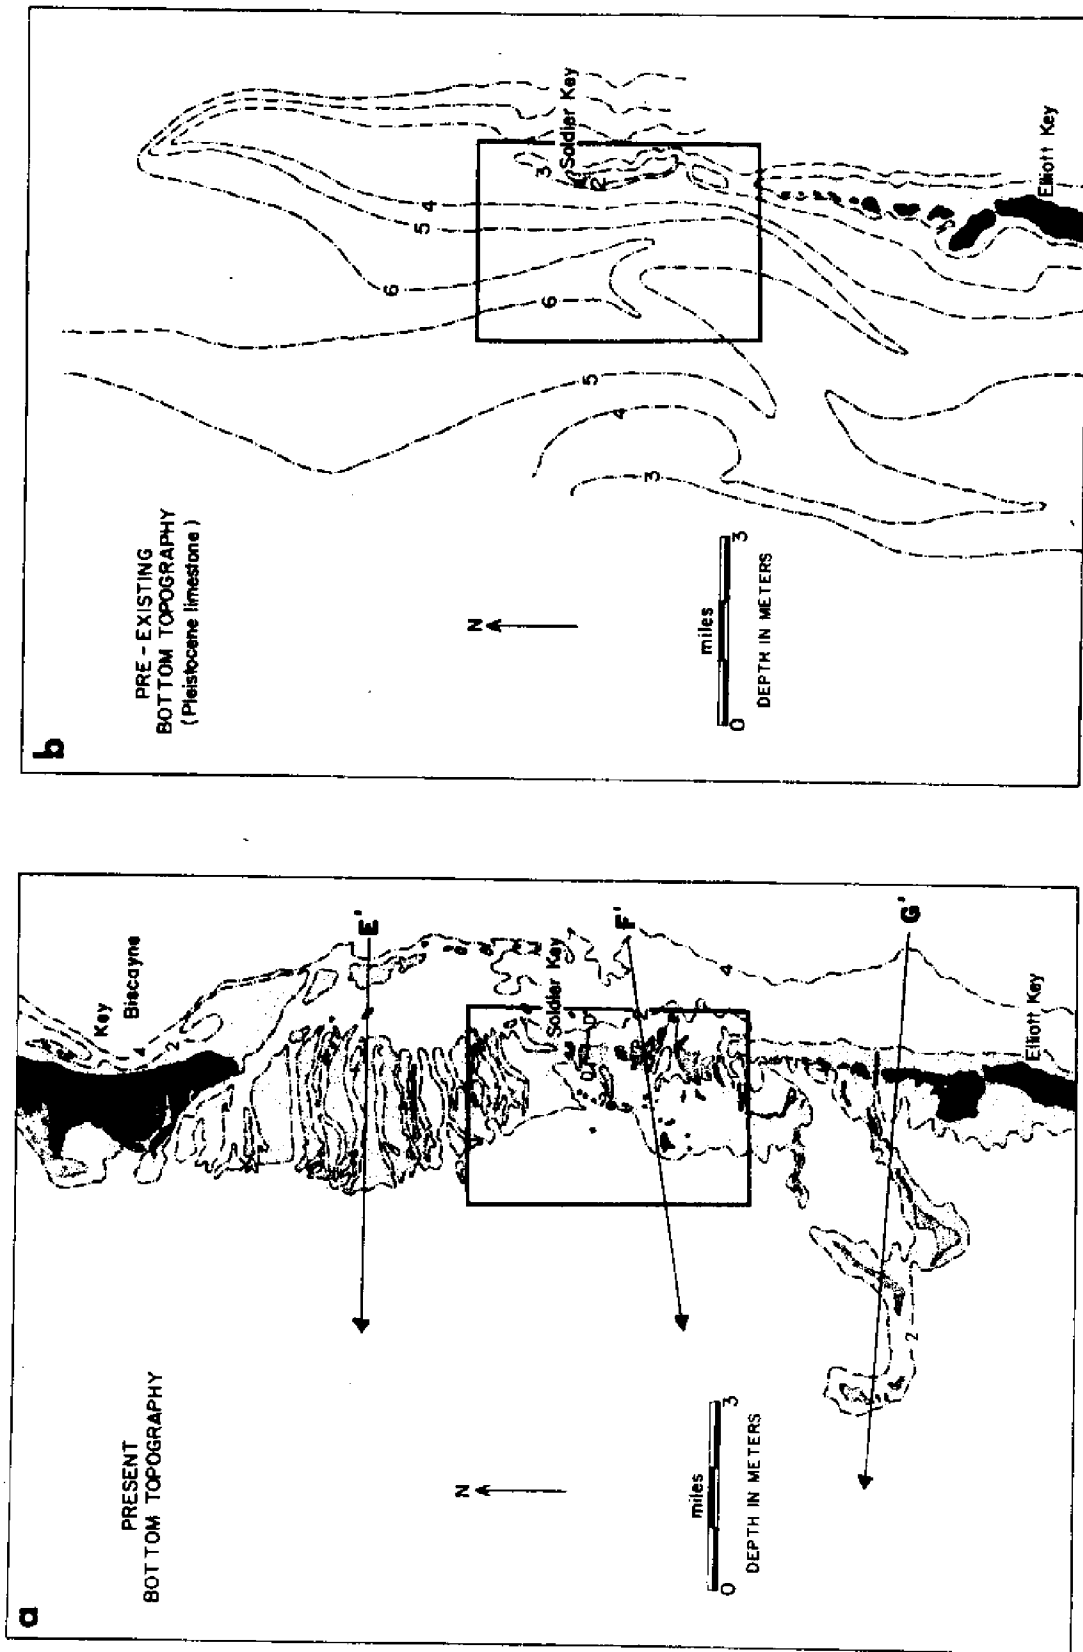 b
PRE-EXISTING
BOTTOM TOPOGRAPHY
(Pleistocene limestone)
N
miles
0
3
DEPTH IN METERS
3
4
5
6
6
5
4
3
2
Soldier Key
Elliott Key
a
PRESENT
BOTTOM TOPOGRAPHY
N
miles
0
3
DEPTH IN METERS
Key
Biscayne
4
2
E'
Soldier Key
D
D'
F'
4
G'
2
Elliott Key